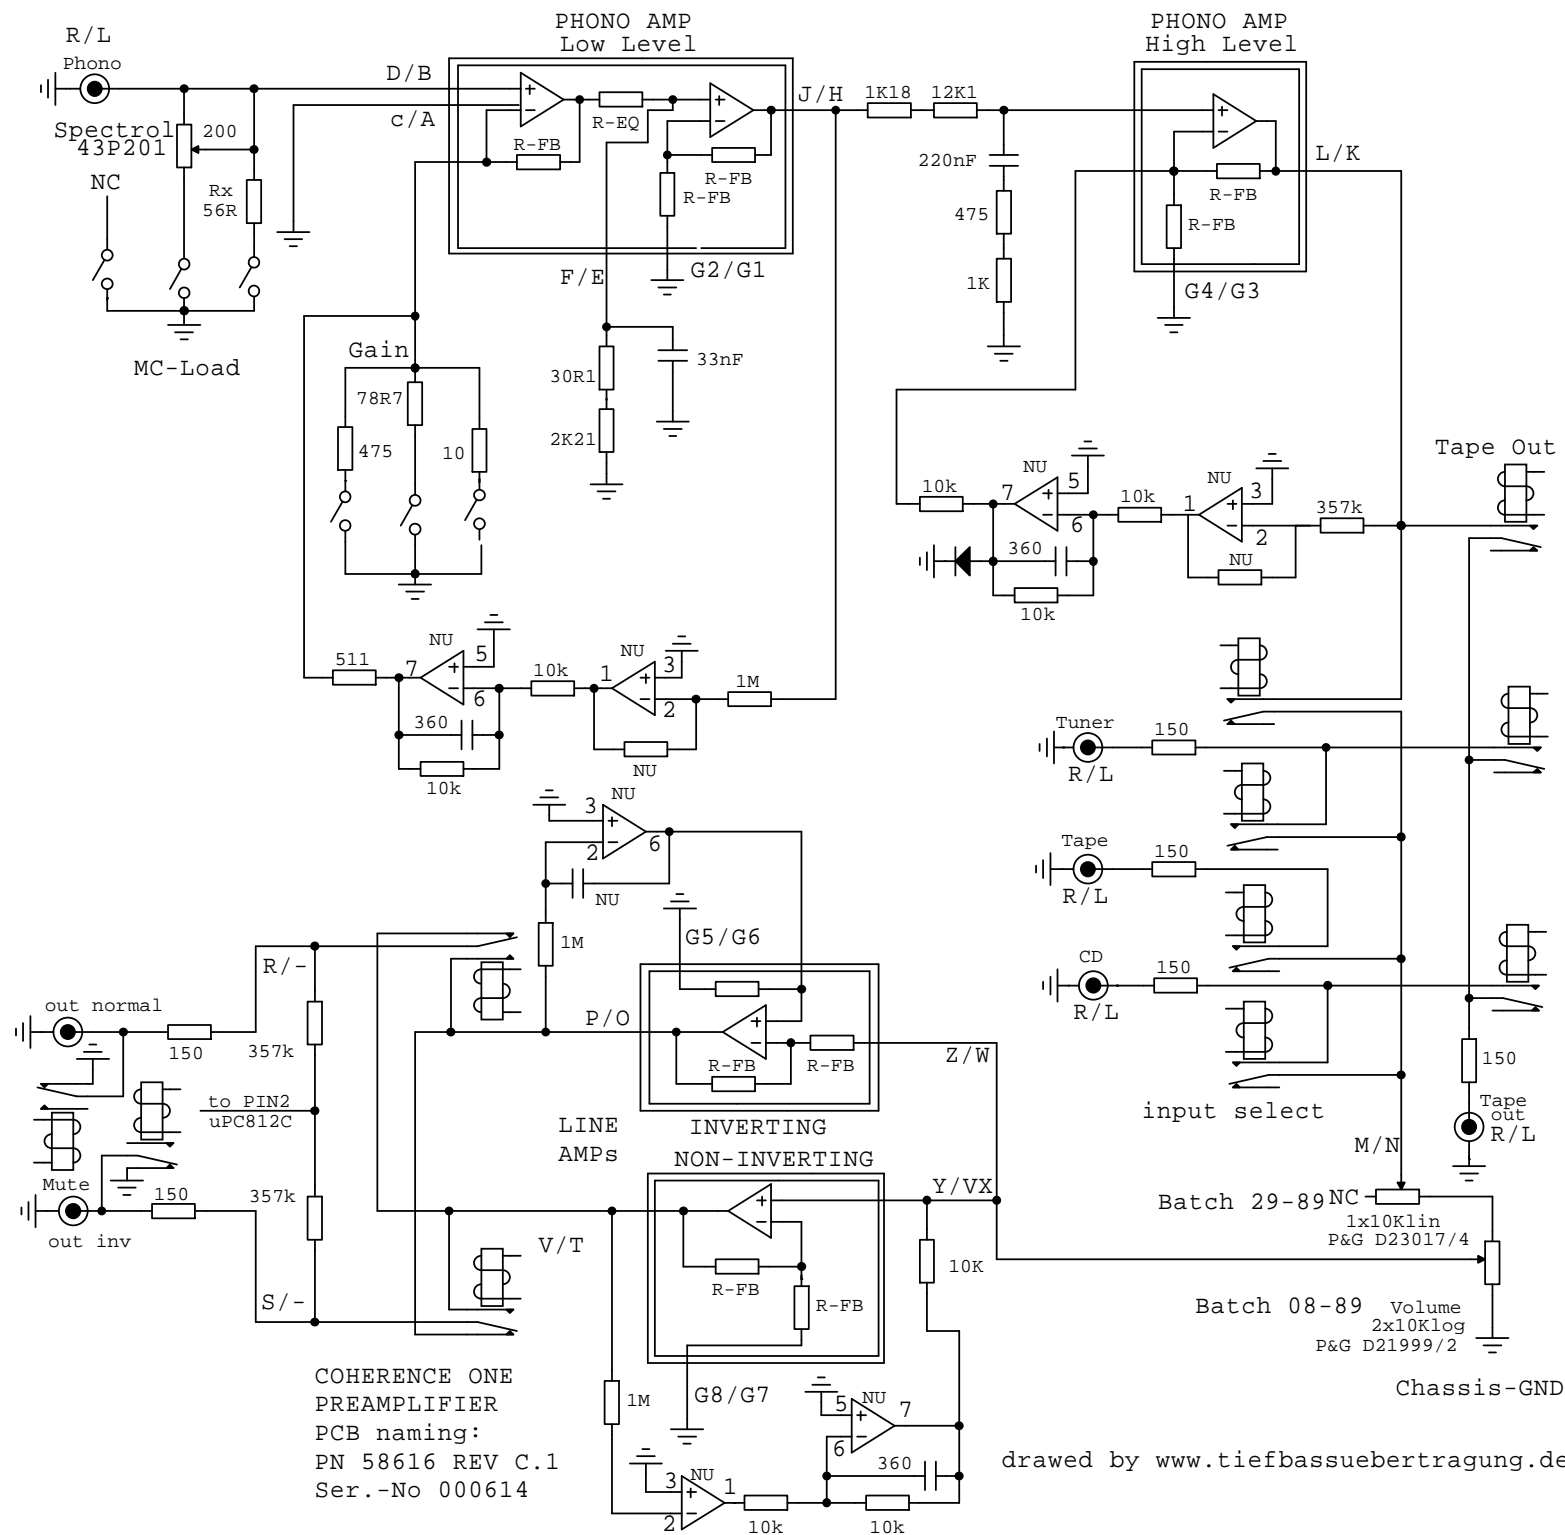 PHONO AMP
Low Level
PHONO AMP
High Level
R/L
Phono
D/B
c/A
J/H
1K18
12K1
Spectrol
43P201
200
R-EQ
R-FB
R-FB
R-FB
220nF
L/K
R-FB
R-FB
NC
Rx
56R
475
1K
F/E
G2/G1
G4/G3
MC-Load
Gain
33nF
30R1
78R7
2K21
475
10
Tape Out
NU
5
7
6
10k
10k
NU
3
1
2
357k
360
NU
10k
NU
5
7
6
511
10k
NU
3
1
2
1M
360
NU
10k
Tuner
R/L
150
NU
3
2
6
NU
Tape
R/L
150
1M
G5/G6
R/-
CD
R/L
150
out normal
150
357k
P/O
R-FB
R-FB
Z/W
150
to PIN2
uPC812C
LINE
AMPs
INVERTING
NON-INVERTING
input select
Tape
out
R/L
M/N
Mute
150
357k
out inv
Y/VX
Batch 29-89
NC
1x10Klin
P&G D23017/4
V/T
R-FB
R-FB
10K
S/-
Batch 08-89
Volume
2x10Klog
P&G D21999/2
Chassis-GND
COHERENCE ONE
PREAMPLIFIER
PCB naming:
PN 58616 REV C.1
Ser.-No 000614
1M
G8/G7
NU
5
7
6
360
NU
3
1
2
10k
10k
drawed by www.tiefbassuebertragung.de